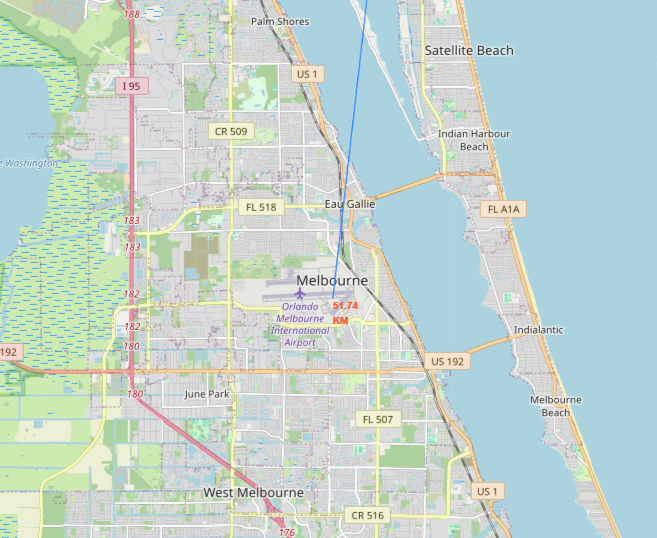 188
Palm Shores
Satellite Beach
US 1
I 95
CR 509
Indian Harbour
Beach
e Washington
FL 518
Eau Gallie
FL A1A
183
183
Melbourne
182
51.74
KM
Orlando
Melbourne
International
Airport
182
Indialantic
180
192
US 192
180
June Park
Melbourne
Beach
FL 507
West Melbourne
US 1
CR 516
176